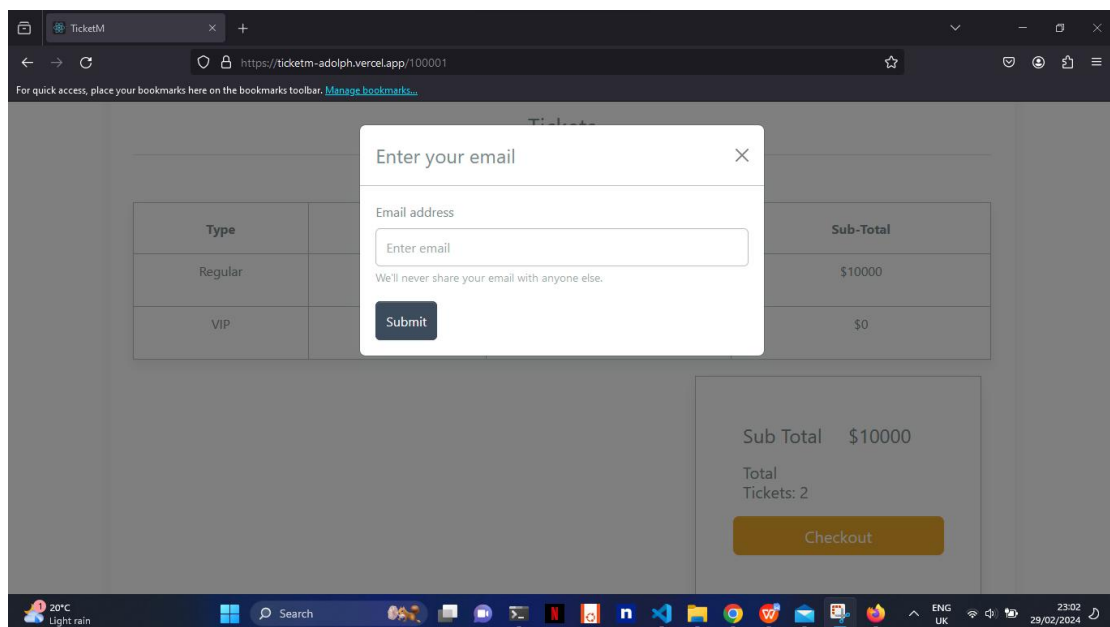 TicketM
https://ticketm-adolph.vercel.app/100001
For quick access, place your bookmarks here on the bookmarks toolbar. Manage bookmarks...
Enter your email
Email address
Enter email
We'll never share your email with anyone else.
Submit
Type
Sub-Total
Regular
$10000
VIP
$0
Sub Total $10000
Total
Tickets: 2
Checkout
1
20°C
Light rain
Search
ENG
UK
23:02
29/02/2024